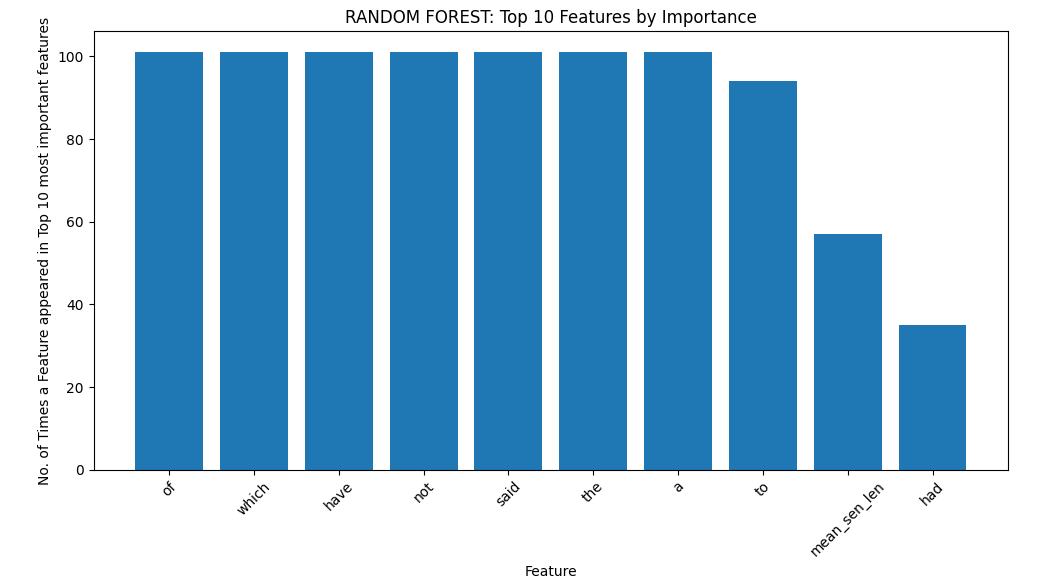 RANDOM FOREST: Top 10 Features by Importance
No. of Times a Feature appeared in Top 10 most important features
100
80
60
40
20
0
of
which
have
not
said
the
a
to
mean_sen_len
had
Feature